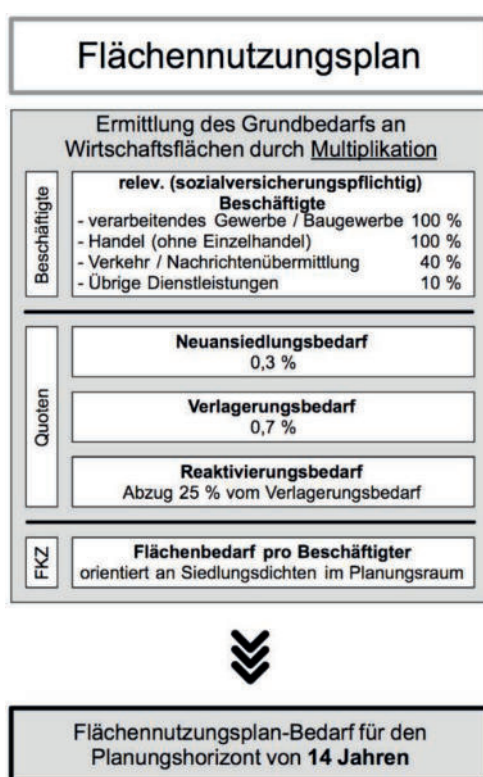 Flächennutzungsplan
Ermittlung des Grundbedarfs an
Wirtschaftsflächen durch Multiplikation
Beschäftigte
relev. (sozialversicherungspflichtig)
Beschäftigte
- verarbeitendes Gewerbe / Baugewerbe 100 %
- Handel (ohne Einzelhandel) 100 %
- Verkehr / Nachrichtenübermittlung 40 %
- Übrige Dienstleistungen 10 %
Quoten
Neuansiedlungsbedarf
0,3 %
Verlagerungsbedarf
0,7 %
Reaktivierungsbedarf
Abzug 25 % vom Verlagerungsbedarf
FKZ
Flächenbedarf pro Beschäftigter
orientiert an Siedlungsdichten im Planungsraum
Flächennutzungsplan-Bedarf für den
Planungshorizont von 14 Jahren